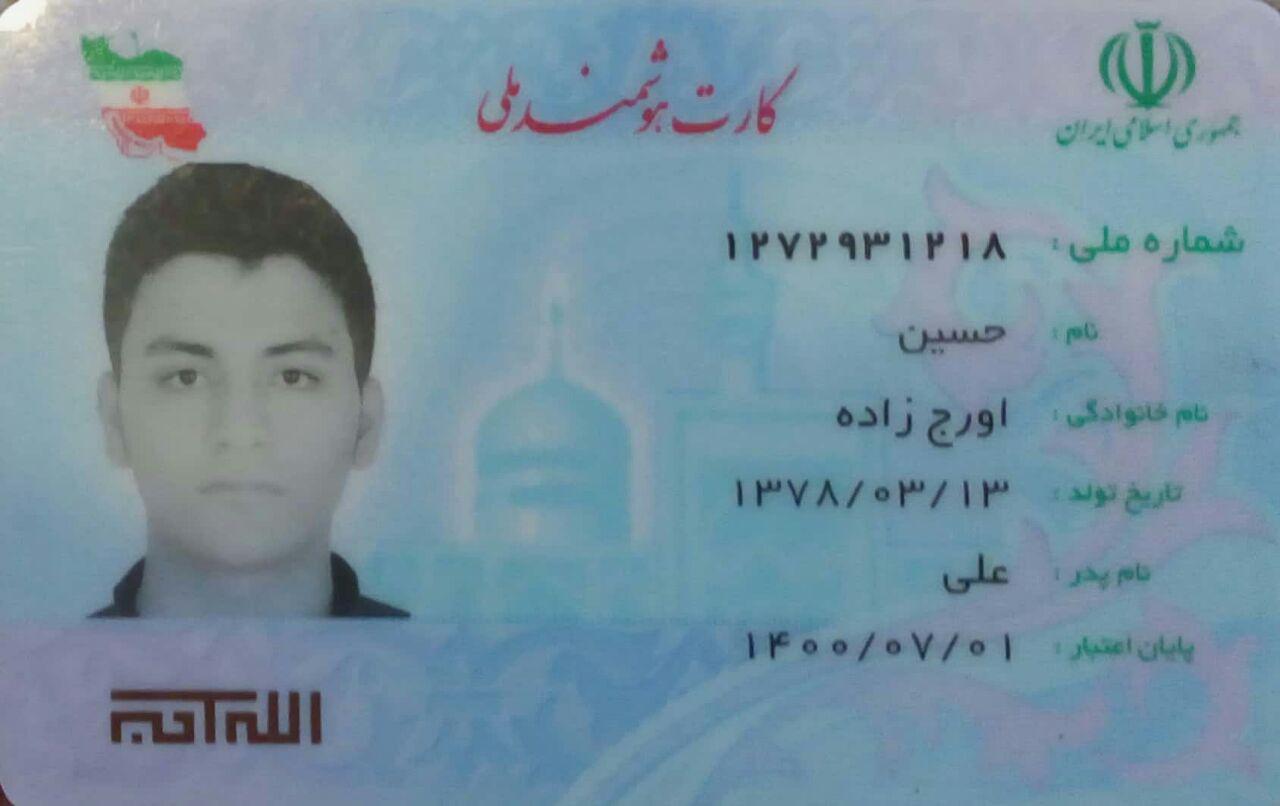 جمهوری اسلامی ایران
کارت هوشمند ملی
شماره ملی : ۱۲۷۲۹۳۱۲۱۸
نام : حسین
نام خانوادگی : اورج زاده
تاریخ تولد : ۱۳۷۸/۰۳/۱۳
نام پدر : علی
پایان اعتبار : ۱۴۰۰/۰۷/۰۱
الله اکبر